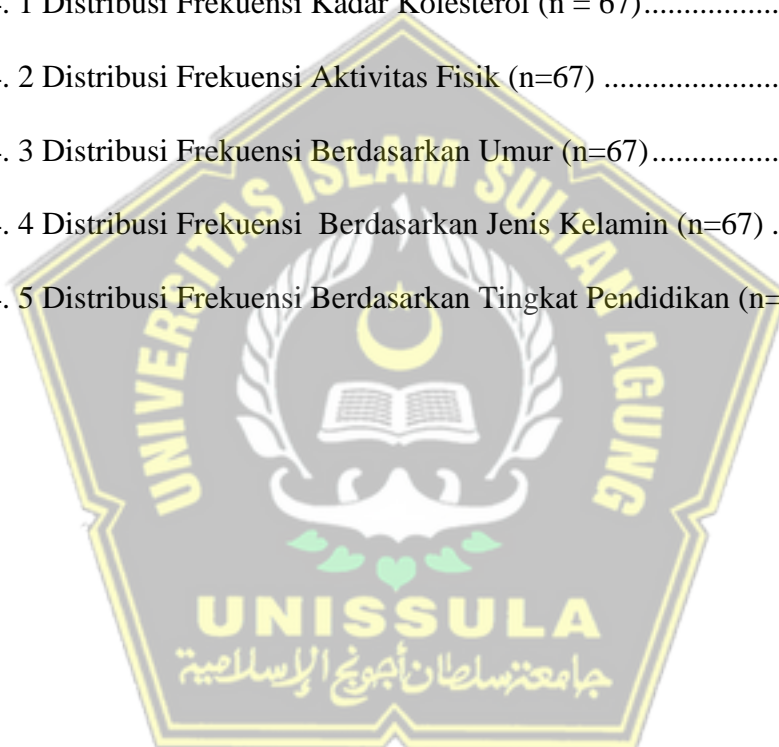 . 1 Distribusi Frekuensi Kadar Kolesterol (n = 67)....................
. 2 Distribusi Frekuensi Aktivitas Fisik (n=67) .....................
. 3 Distribusi Frekuensi Berdasarkan Umur (n=67)................
. 4 Distribusi Frekuensi  Berdasarkan Jenis Kelamin (n=67) .
. 5 Distribusi Frekuensi Berdasarkan Tingkat Pendidikan (n=
UNIVERSITAS ISLAM SULTAN AGUNG
UNISSULA
جامعة سلطان أجونج الإسلامية